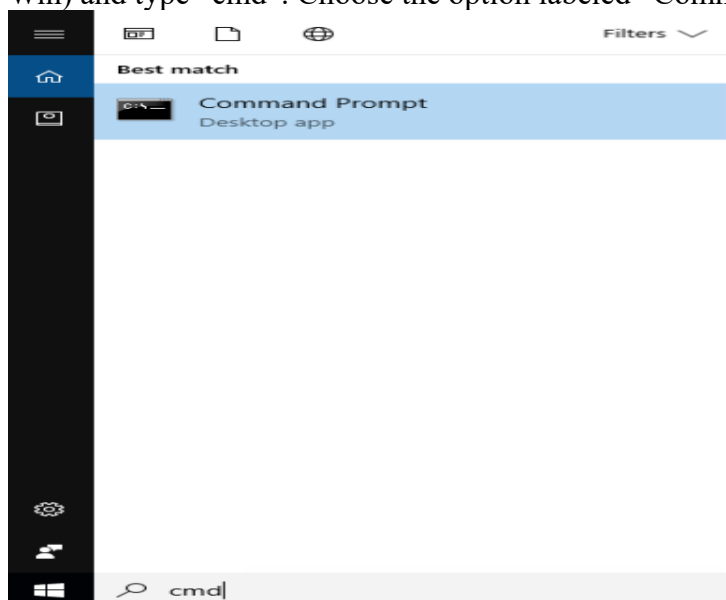 Win) and type "cmd". Choose the option labeled "Comm
Filters
Best match
Command Prompt
Desktop app
cmd